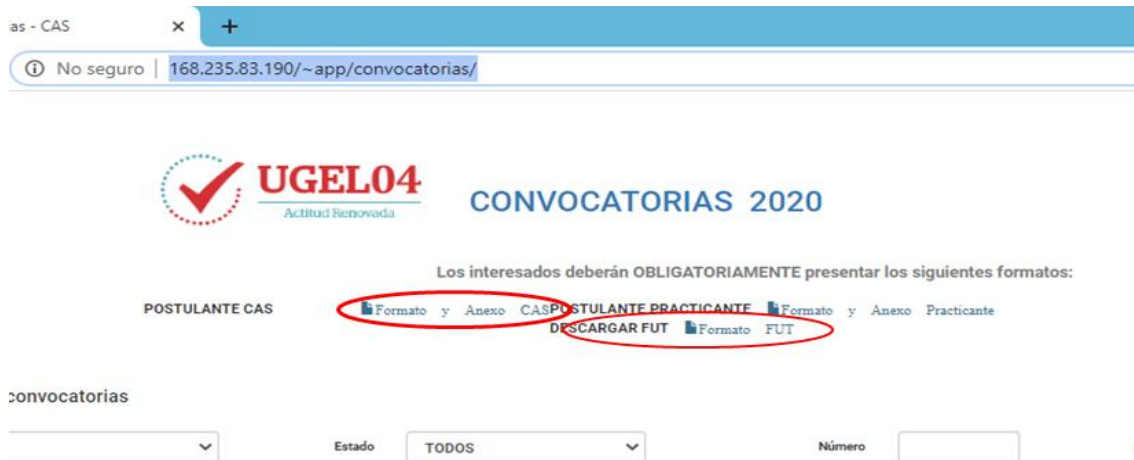 as - CAS
No seguro | 168.235.83.190/~app/convocatorias/
UGEL04
Actitud Renovada
CONVOCATORIAS 2020
Los interesados deberán OBLIGATORIAMENTE presentar los siguientes formatos:
POSTULANTE CAS Formato y Anexo CAS POSTULANTE PRACTICANTE Formato y Anexo Practicante
DESCARGAR FUT Formato FUT
convocatorias
Estado TODOS Número